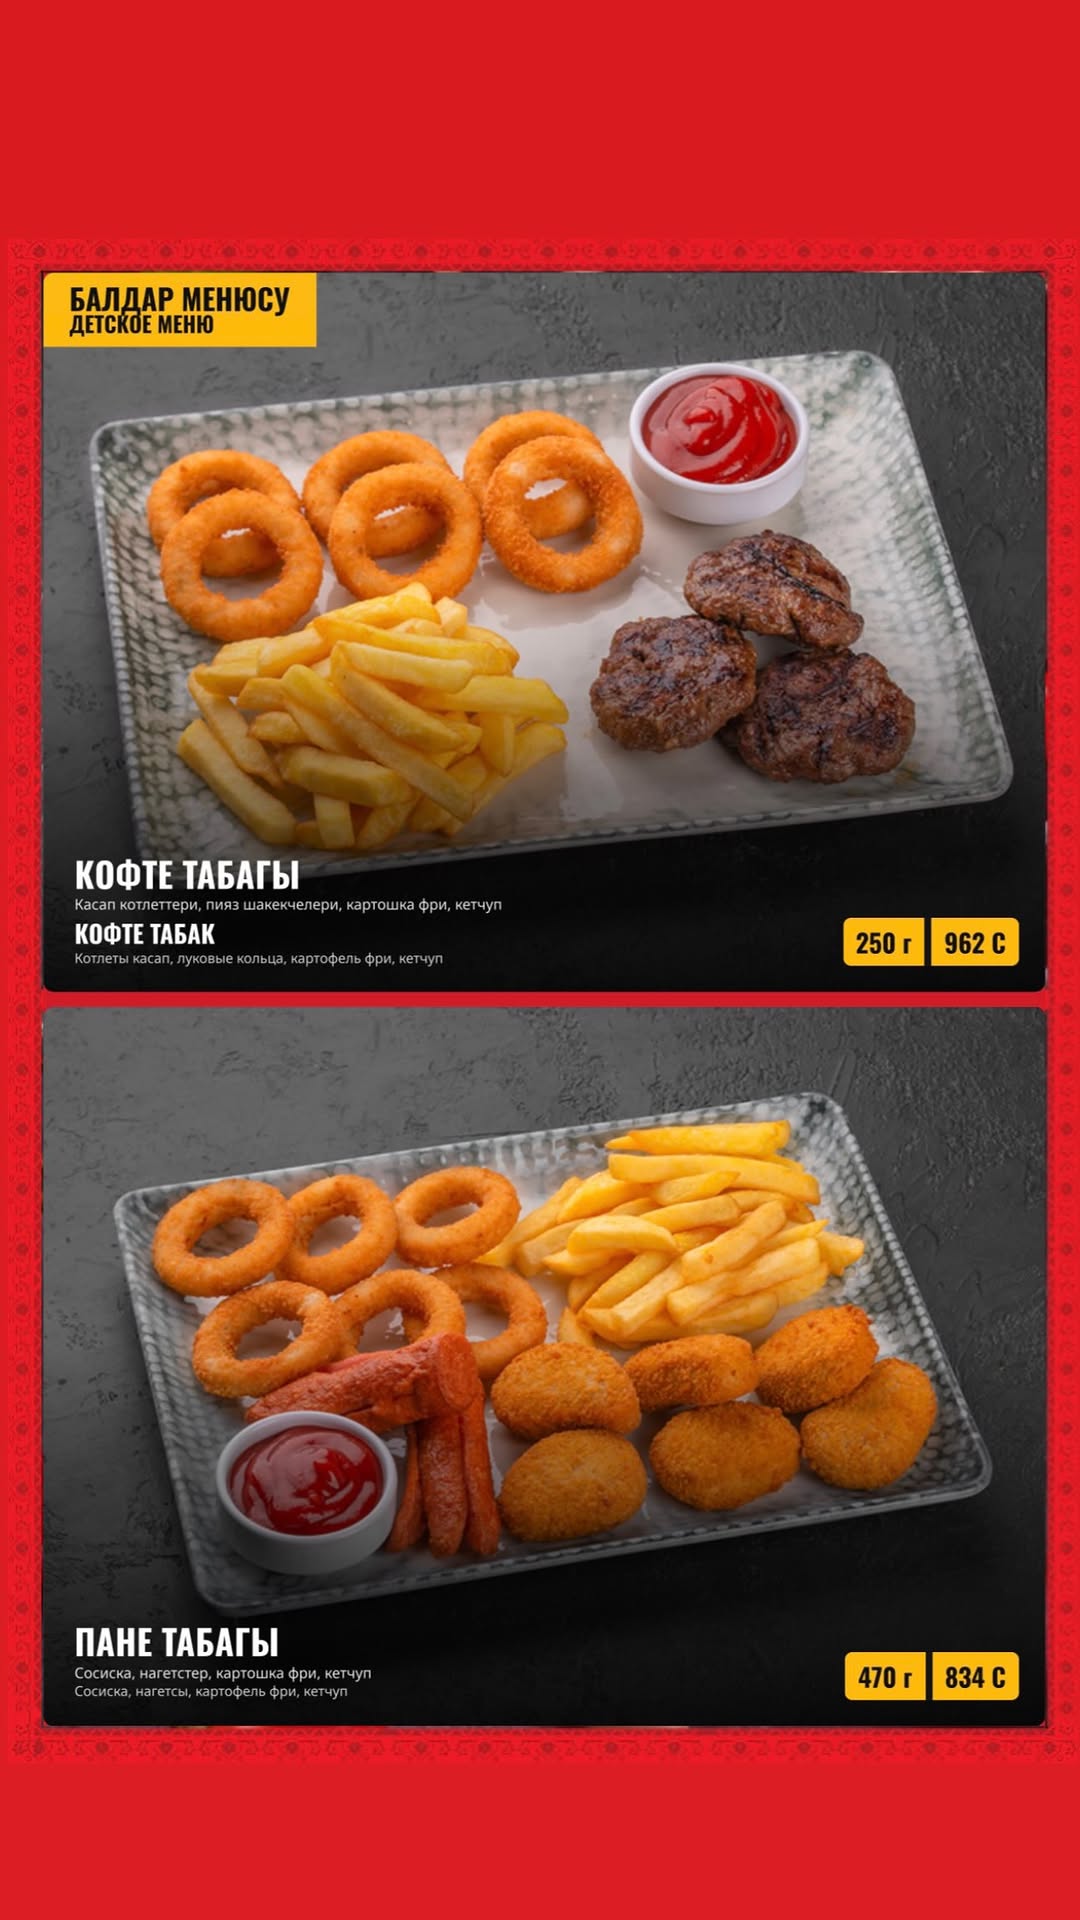 БАЛДАР МЕНЮСУ
ДЕТСКОЕ МЕНЮ
КОФТЕ ТАБАГЫ
Касап котлеттери, пияз шакекчелери, картошка фри, кетчуп
КОФТЕ ТАБАК
Котлеты касап, луковые кольца, картофель фри, кетчуп
250 г 962 С
ПАНЕ ТАБАГЫ
Сосиска, нагетстер, картошка фри, кетчуп
Сосиска, нагетсы, картофель фри, кетчуп
470 г 834 С